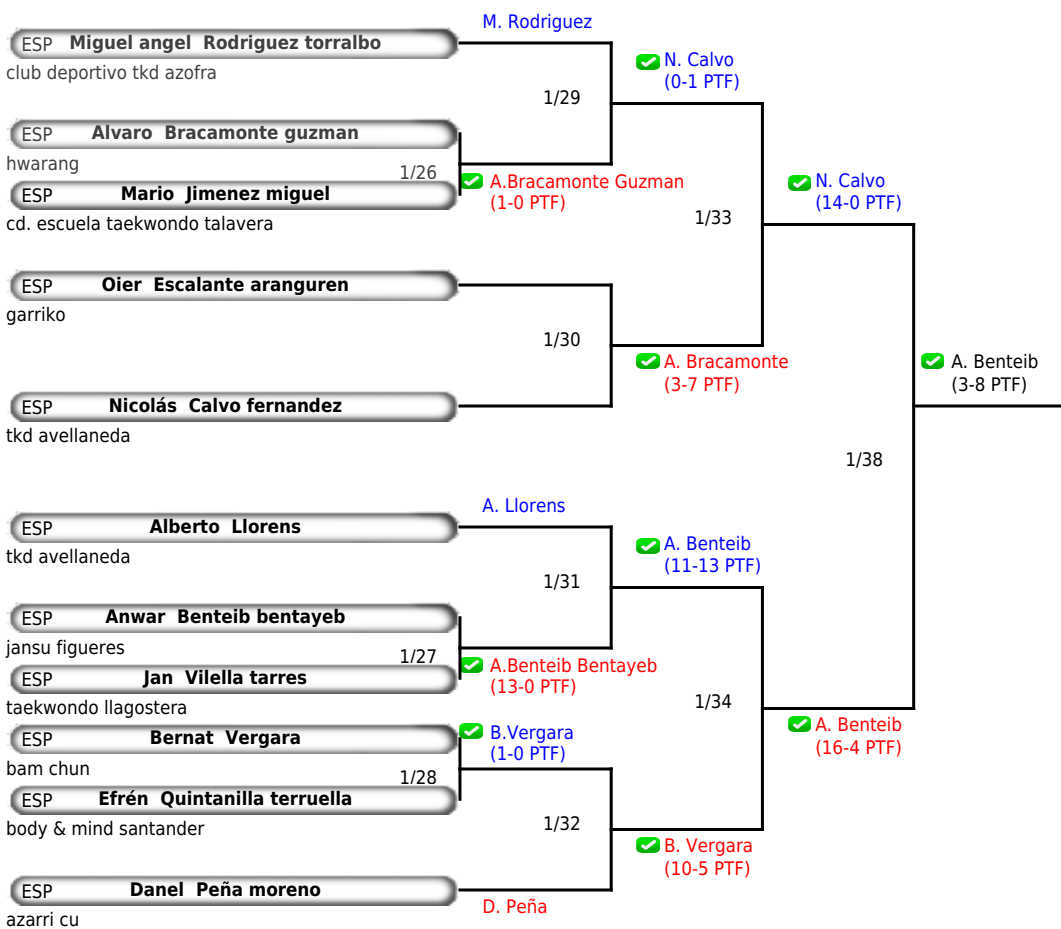 M. Rodriguez
ESP Miguel angel Rodriguez torralbo
club deportivo tkd azofra
N. Calvo
(0-1 PTF)
1/29
ESP Alvaro Bracamonte guzman
hwarang
1/26
ESP Mario Jimenez miguel
cd. escuela taekwondo talavera
A.Bracamonte Guzman
(1-0 PTF)
N. Calvo
(14-0 PTF)
1/33
ESP Oier Escalante aranguren
garriko
1/30
A. Bracamonte
(3-7 PTF)
A. Benteib
(3-8 PTF)
ESP Nicolás Calvo fernandez
tkd avellaneda
1/38
A. Llorens
ESP Alberto Llorens
tkd avellaneda
A. Benteib
(11-13 PTF)
1/31
ESP Anwar Benteib bentayeb
jansu figueres
1/27
ESP Jan Vilella tarres
taekwondo llagostera
A.Benteib Bentayeb
(13-0 PTF)
1/34
A. Benteib
(16-4 PTF)
ESP Bernat Vergara
bam chun
B.Vergara
(1-0 PTF)
1/28
ESP Efrén Quintanilla terruella
body & mind santander
1/32
B. Vergara
(10-5 PTF)
ESP Danel Peña moreno
azarri cu
D. Peña